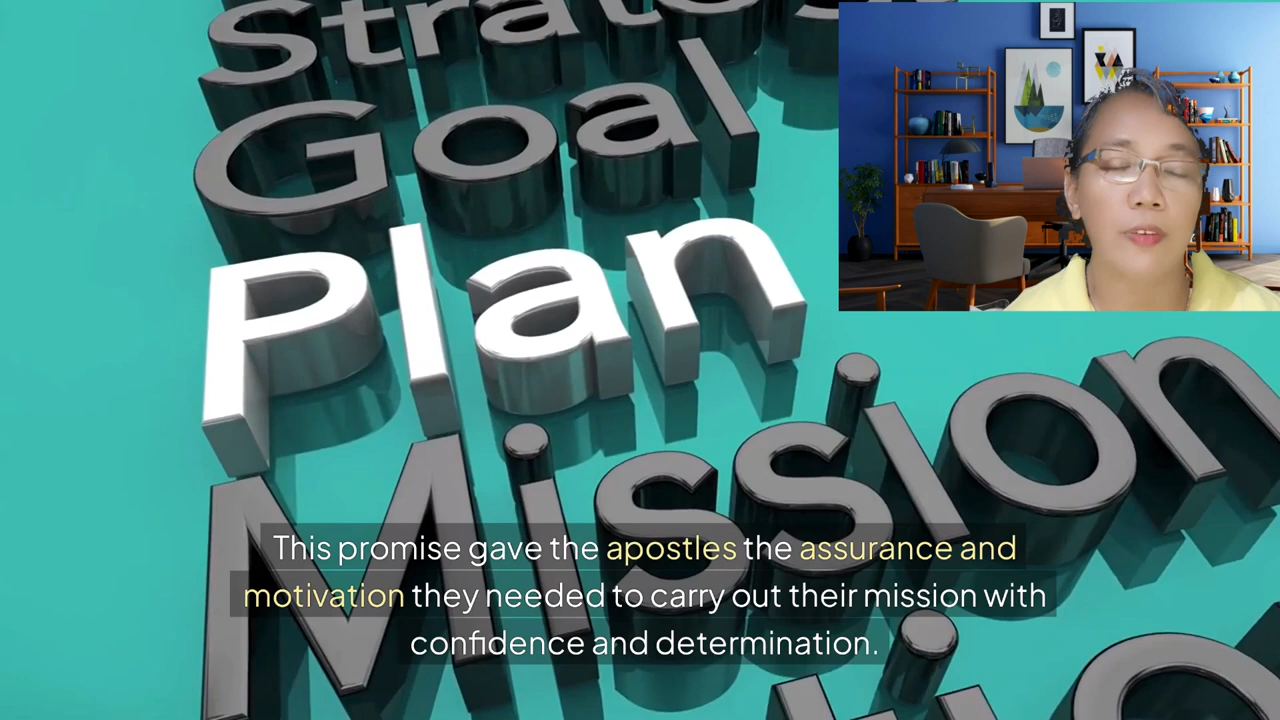 Strategy
Goal
Plan
Mission
This promise gave the apostles the assurance and
motivation they needed to carry out their mission with
confidence and determination.